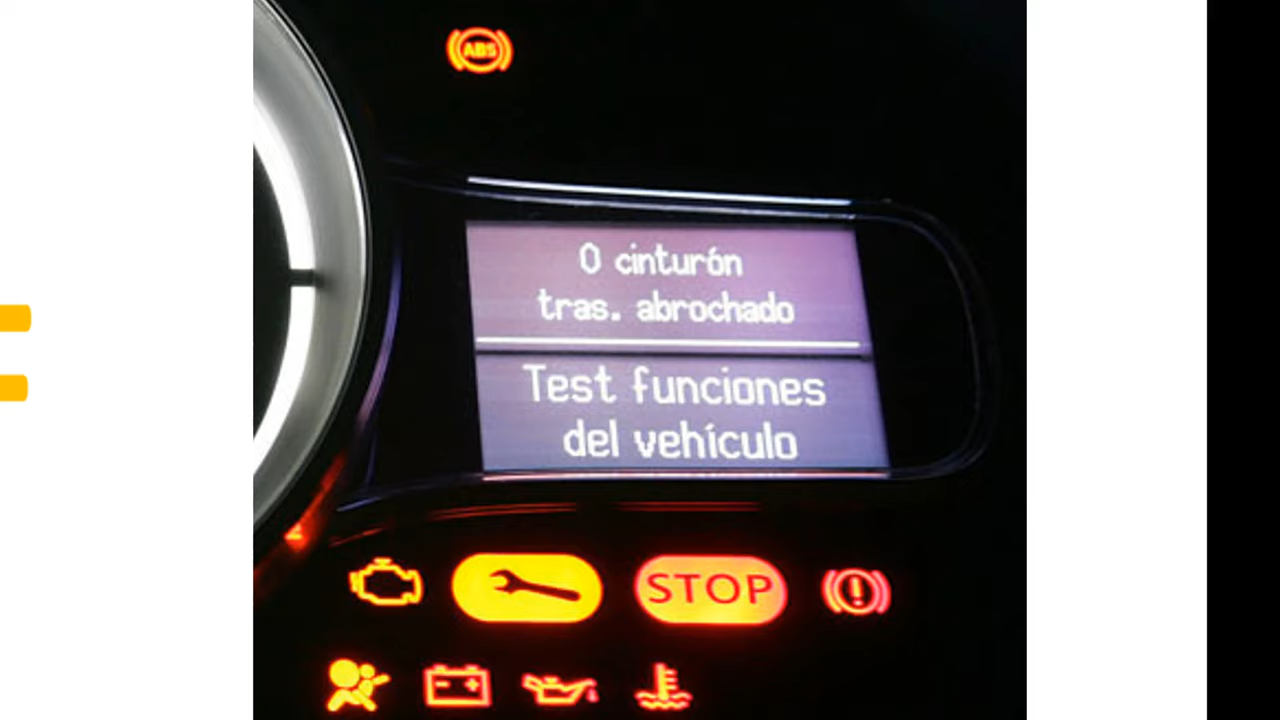 ABS
0 cinturón
tras. abrochado
Test funciones
del vehículo
STOP